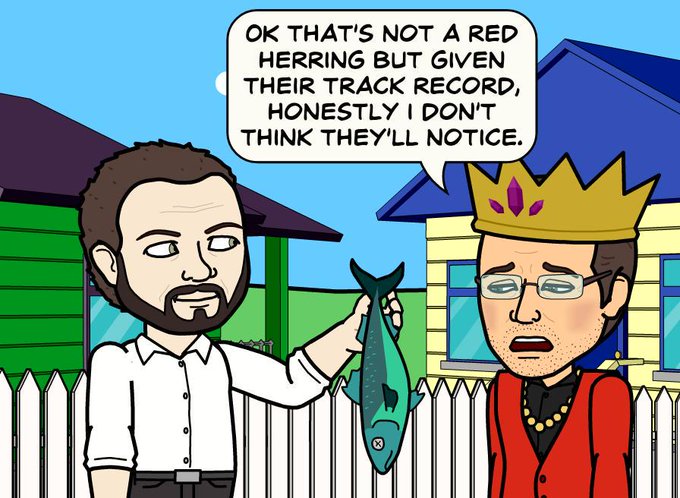 OK THAT'S NOT A RED
HERRING BUT GIVEN
THEIR TRACK RECORD,
HONESTLY I DON'T
THINK THEY'LL NOTICE.